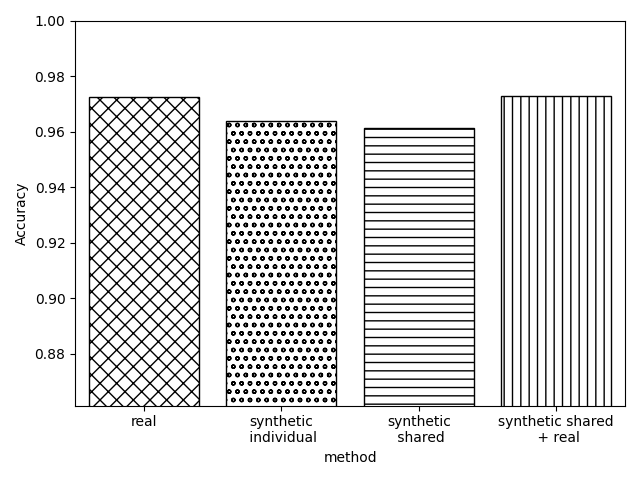 1.00
0.98
0.96
0.94
0.92
0.90
0.88
Accuracy
real
synthetic
individual
synthetic
shared
synthetic shared
+ real
method